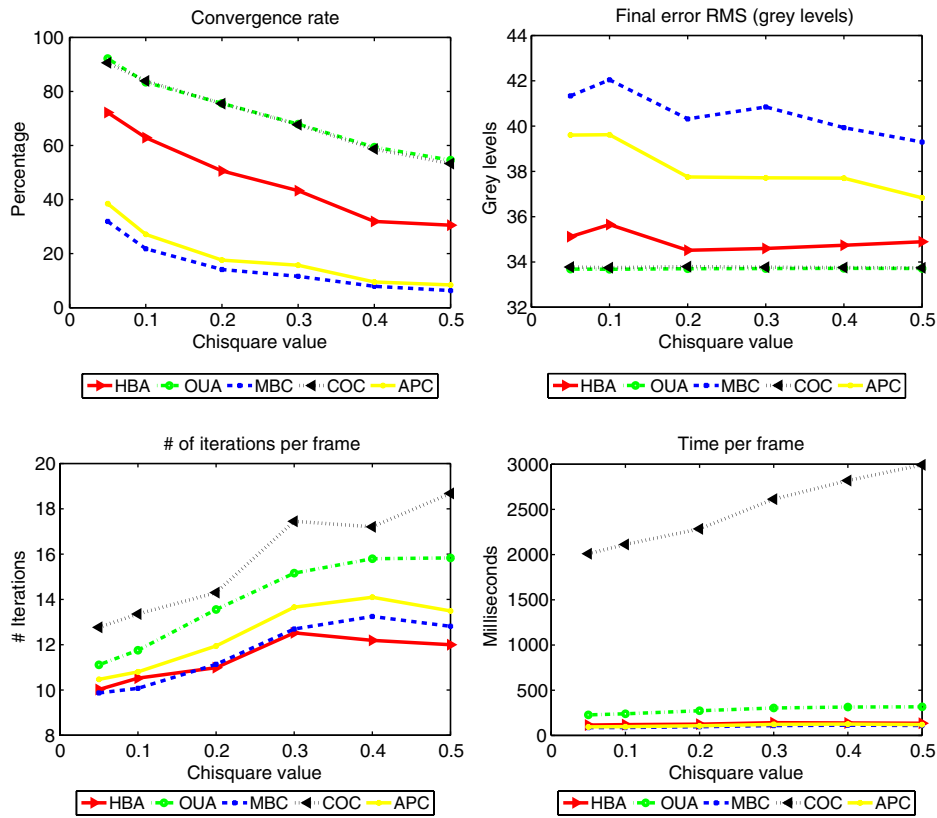 Convergence rate
100
80
60
40
20
0
Percentage
0 0.1 0.2 0.3 0.4 0.5
Chisquare value
HBA OUA MBC COC APC
Final error RMS (grey levels)
44
42
40
38
36
34
32
Grey levels
0 0.1 0.2 0.3 0.4 0.5
Chisquare value
HBA OUA MBC COC APC
# of iterations per frame
20
18
16
14
12
10
8
# Iterations
0 0.1 0.2 0.3 0.4 0.5
Chisquare value
HBA OUA MBC COC APC
Time per frame
3000
2500
2000
1500
1000
500
0
Milliseconds
0 0.1 0.2 0.3 0.4 0.5
Chisquare value
HBA OUA MBC COC APC